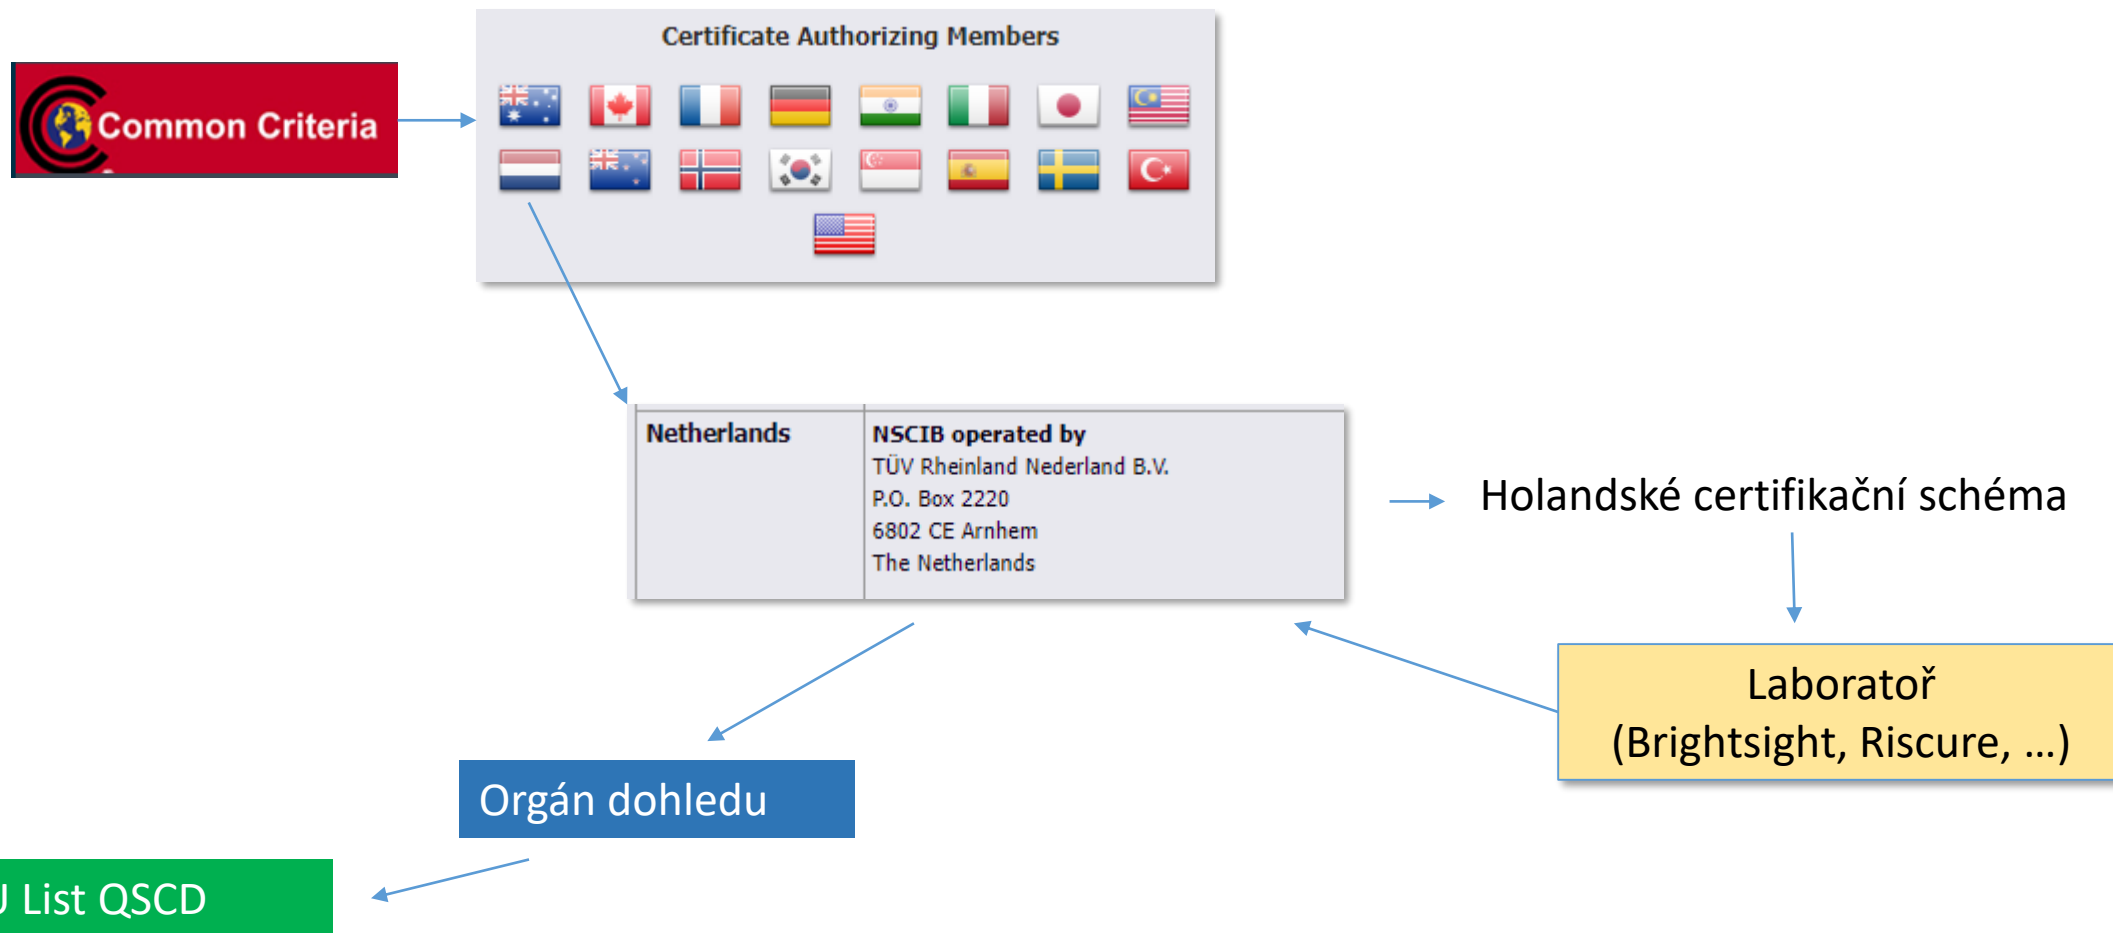 Certificate Authorizing Members
Common Criteria
Netherlands
NSCIB operated by
TÜV Rheinland Nederland B.V.
P.O. Box 2220
6802 CE Arnhem
The Netherlands
Holandské certifikační schéma
Laboratoř
(Brightsight, Riscure, ...)
Orgán dohledu
List QSCD